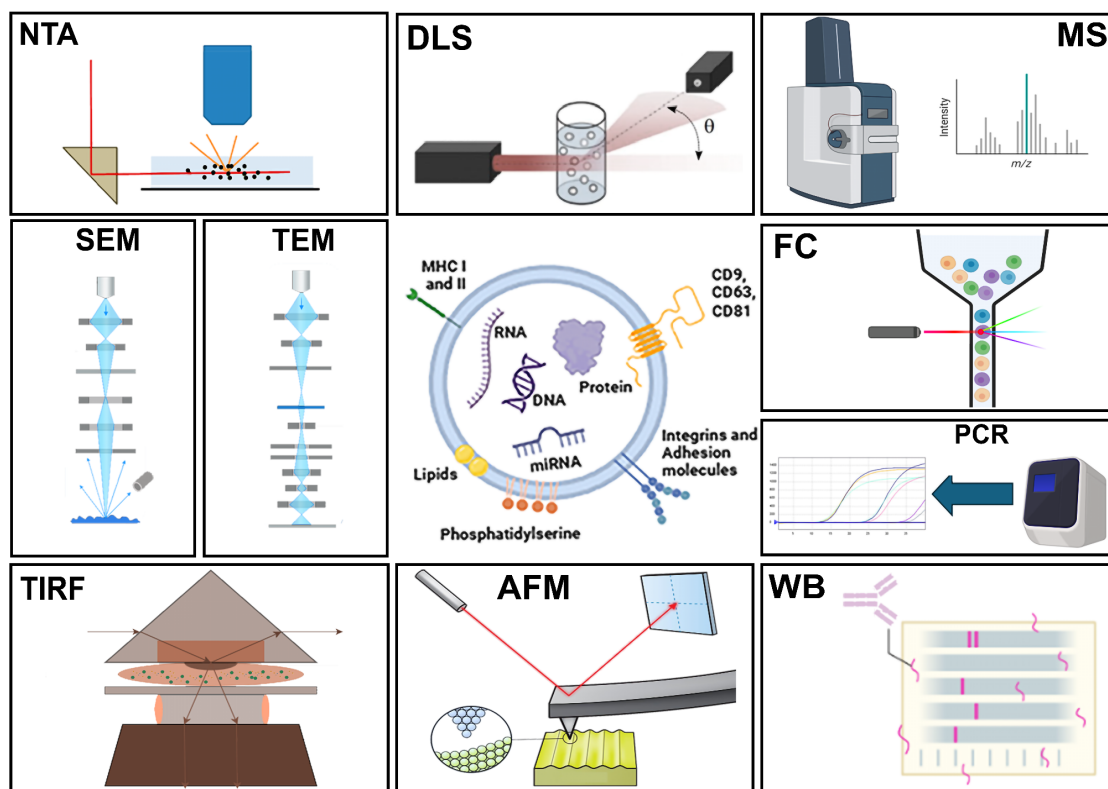 NTA
DLS
θ
MS
Intensity
m/z
SEM
TEM
MHC I
and II
RNA
DNA
Protein
miRNA
Lipids
Phosphatidylserine
CD9,
CD63,
CD81
Integrins and
Adhesion
molecules
FC
PCR
TIRF
AFM
WB